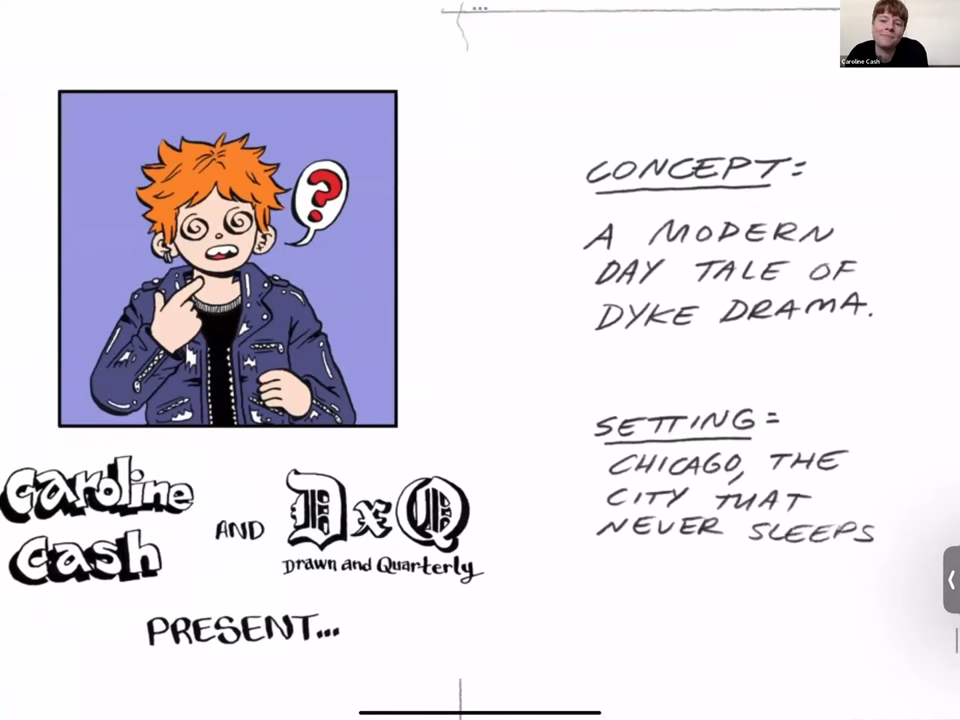 Caroline Cash
?
CONCEPT:
A MODERN
DAY TALE OF
DYKE DRAMA.
SETTING:
CHICAGO, THE
CITY THAT
NEVER SLEEPS
Caroline
Cash
AND
DxQ
Drawn and Quarterly
PRESENT...